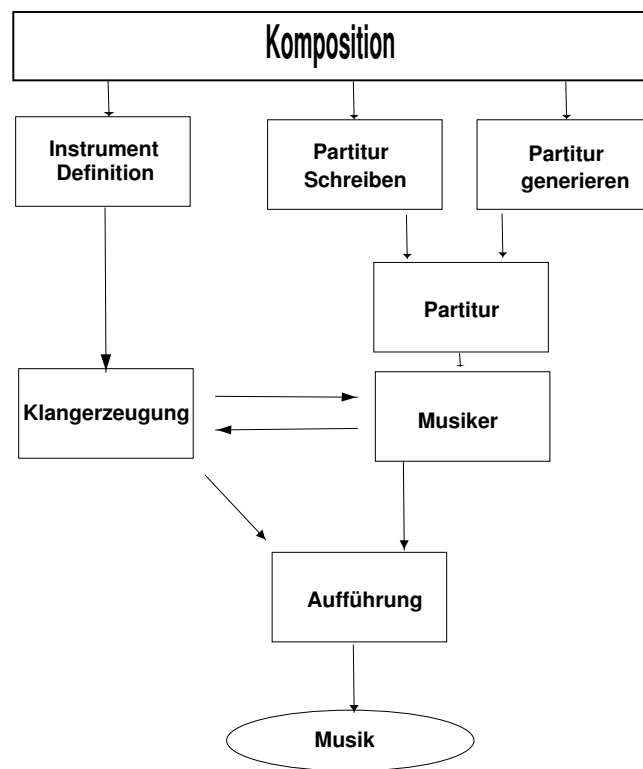 Komposition
Instrument
Definition
Partitur
Schreiben
Partitur
generieren
Partitur
Klangerzeugung
Musiker
Aufführung
Musik